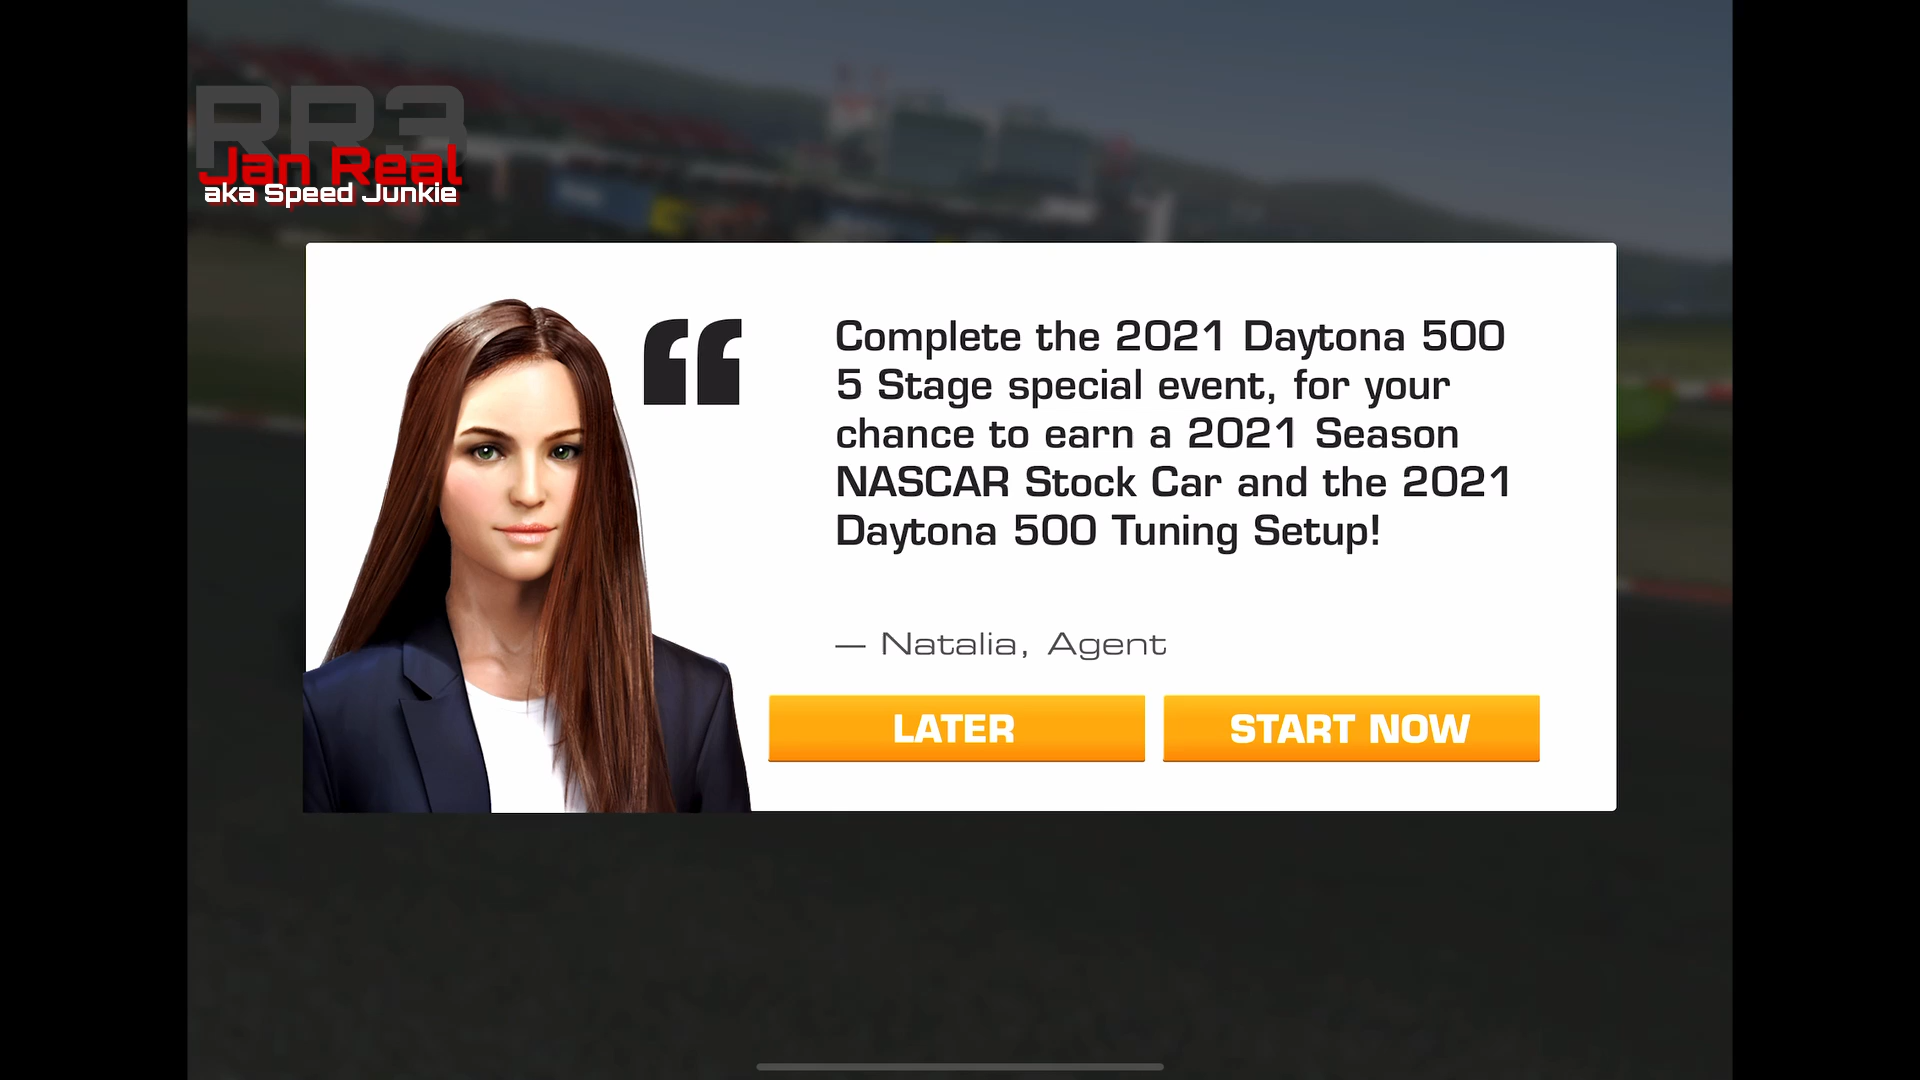 RR3
Jan Real
aka Speed Junkie
Complete the 2021 Daytona 500
5 Stage special event, for your
chance to earn a 2021 Season
NASCAR Stock Car and the 2021
Daytona 500 Tuning Setup!
— Natalia, Agent
LATER
START NOW